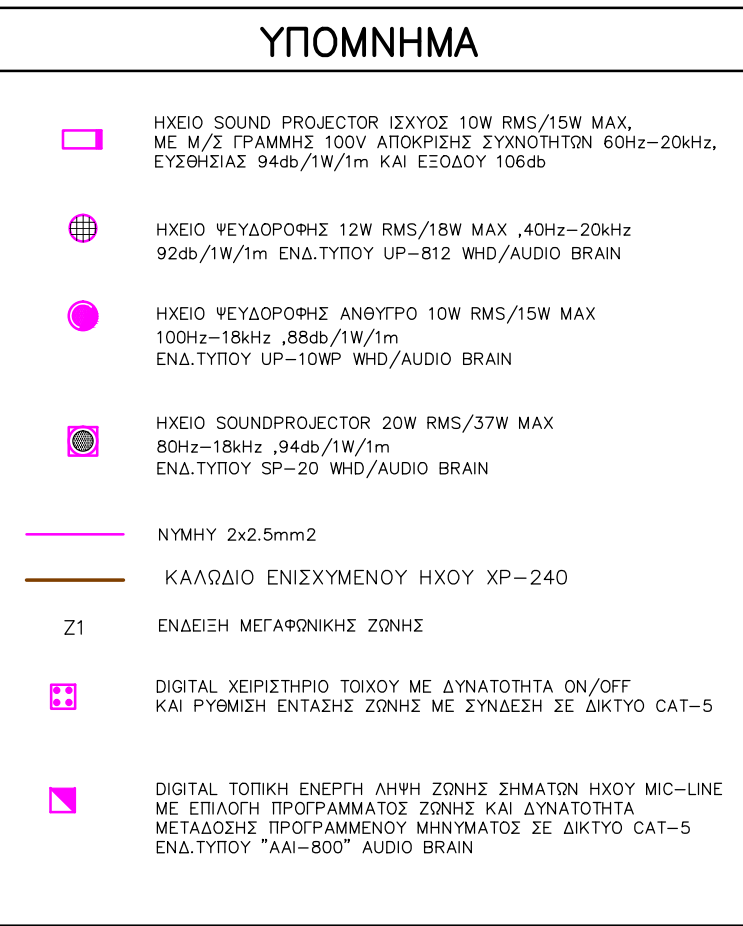 ΥΠΟΜΝΗΜΑ
ΗΧΕΙΟ SOUND PROJECTOR ΙΣΧΥΟΣ 10W RMS/15W MAX,
ΜΕ Μ/Σ ΓΡΑΜΜΗΣ 100V ΑΠΟΚΡΙΣΗΣ ΣΥΧΝΟΤΗΤΩΝ 60Hz–20kHz,
ΕΥΣΘΗΣΙΑΣ 94db/1W/1m ΚΑΙ ΕΞΟΔΟΥ 106db
ΗΧΕΙΟ ΨΕΥΔΟΡΟΦΗΣ 12W RMS/18W MAX ,40Hz–20kHz
92db/1W/1m ΕΝΔ.ΤΥΠΟΥ UP–812 WHD/AUDIO BRAIN
ΗΧΕΙΟ ΨΕΥΔΟΡΟΦΗΣ ΑΝΘΥΓΡΟ 10W RMS/15W MAX
100Hz–18kHz ,88db/1W/1m
ΕΝΔ.ΤΥΠΟΥ UP–10WP WHD/AUDIO BRAIN
ΗΧΕΙΟ SOUNDPROJECTOR 20W RMS/37W MAX
80Hz–18kHz ,94db/1W/1m
ΕΝΔ.ΤΥΠΟΥ SP–20 WHD/AUDIO BRAIN
NYMHY 2x2.5mm2
ΚΑΛΩΔΙΟ ΕΝΙΣΧΥΜΕΝΟΥ ΗΧΟΥ XP–240
Z1 ΕΝΔΕΙΞΗ ΜΕΓΑΦΩΝΙΚΗΣ ΖΩΝΗΣ
DIGITAL ΧΕΙΡΙΣΤΗΡΙΟ ΤΟΙΧΟΥ ΜΕ ΔΥΝΑΤΟΤΗΤΑ ON/OFF
ΚΑΙ ΡΥΘΜΙΣΗ ΕΝΤΑΣΗΣ ΖΩΝΗΣ ΜΕ ΣΥΝΔΕΣΗ ΣΕ ΔΙΚΤΥΟ CAT–5
DIGITAL ΤΟΠΙΚΗ ΕΝΕΡΓΗ ΛΗΨΗ ΖΩΝΗΣ ΣΗΜΑΤΩΝ ΗΧΟΥ MIC–LINE
ΜΕ ΕΠΙΛΟΓΗ ΠΡΟΓΡΑΜΜΑΤΟΣ ΖΩΝΗΣ ΚΑΙ ΔΥΝΑΤΟΤΗΤΑ
ΜΕΤΑΔΟΣΗΣ ΠΡΟΓΡΑΜΜΕΝΟΥ ΜΗΝΥΜΑΤΟΣ ΣΕ ΔΙΚΤΥΟ CAT–5
ΕΝΔ.ΤΥΠΟΥ "AAI–800" AUDIO BRAIN